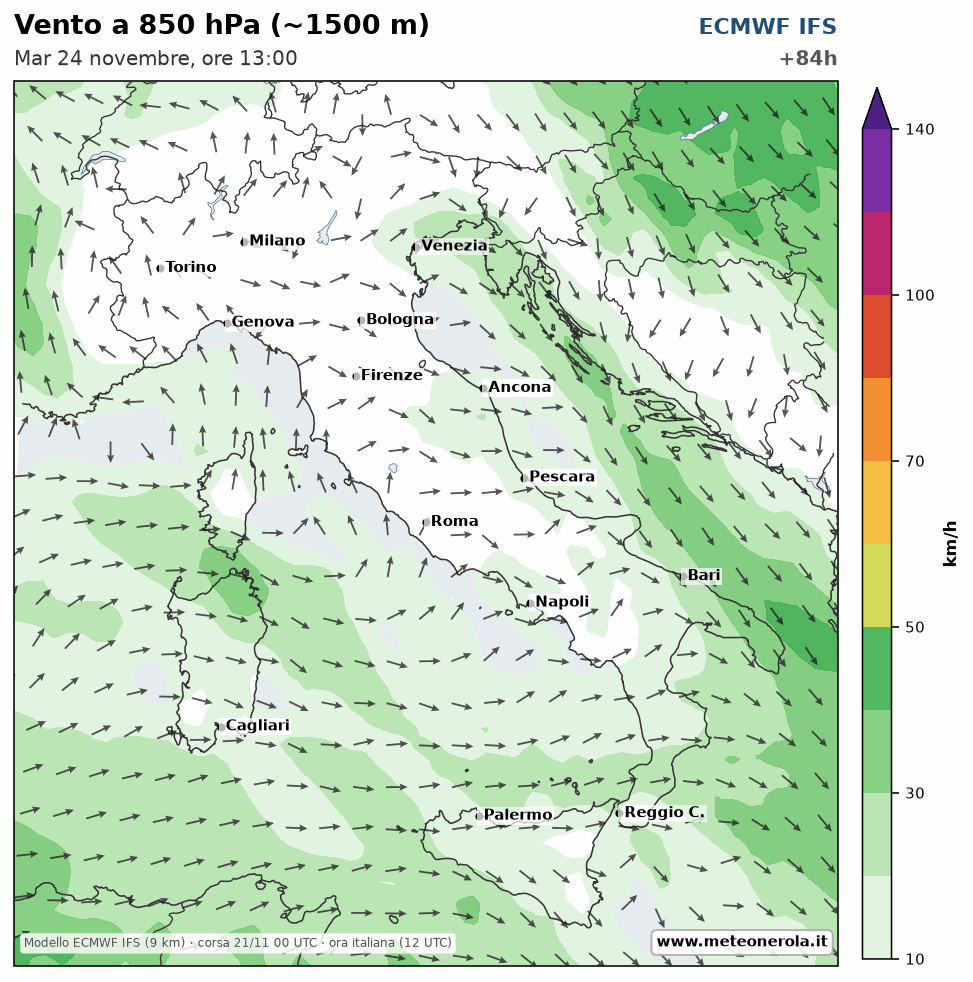 Vento a 850 hPa (~1500 m)
ECMWF IFS
Mar 24 novembre, ore 13:00
+84h
140
Milano
Venezia
Torino
100
Genova
Bologna
Firenze
Ancona
70
Pescara
Roma
km/h
Bari
Napoli
50
Cagliari
30
Palermo
Reggio C.
Modello ECMWF IFS (9 km) · corsa 21/11 00 UTC · ora italiana (12 UTC)
www.meteonerola.it
10